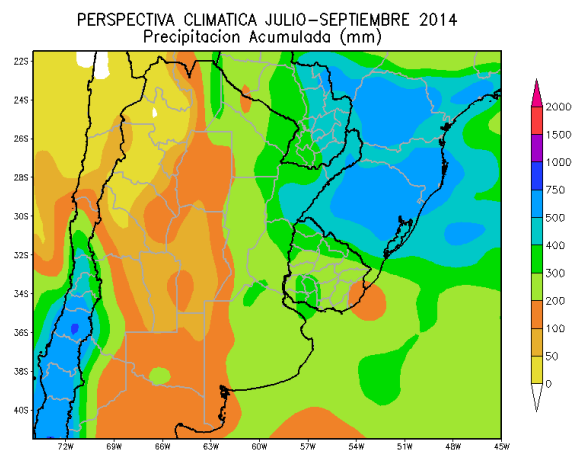 PERSPECTIVA CLIMATICA JULIO-SEPTIEMBRE 2014
Precipitacion Acumulada (mm)
22S
24S
26S
28S
30S
32S
34S
36S
38S
40S
72W 69W 66W 63W 60W 57W 54W 51W 48W 45W
2000
1500
1000
750
500
400
300
200
100
50
0